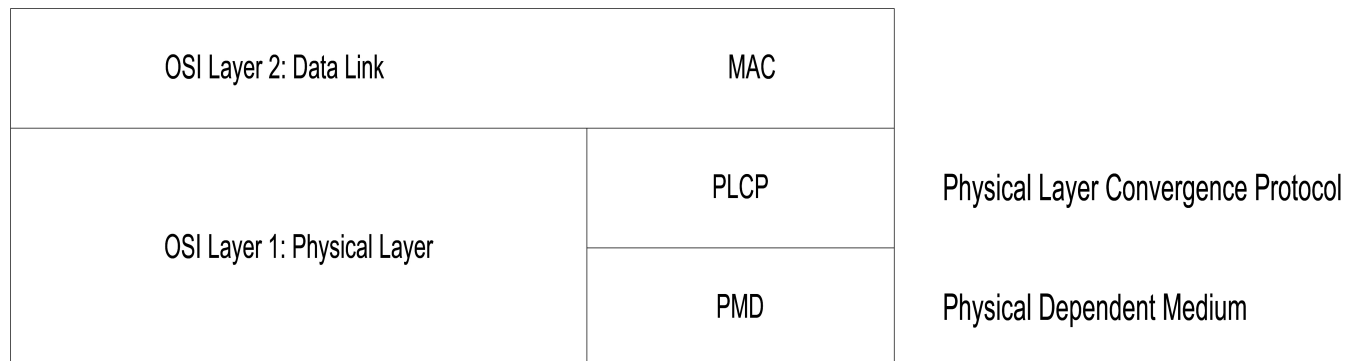 OSI Layer 2: Data Link MAC
PLCP Physical Layer Convergence Protocol
OSI Layer 1: Physical Layer
PMD Physical Dependent Medium